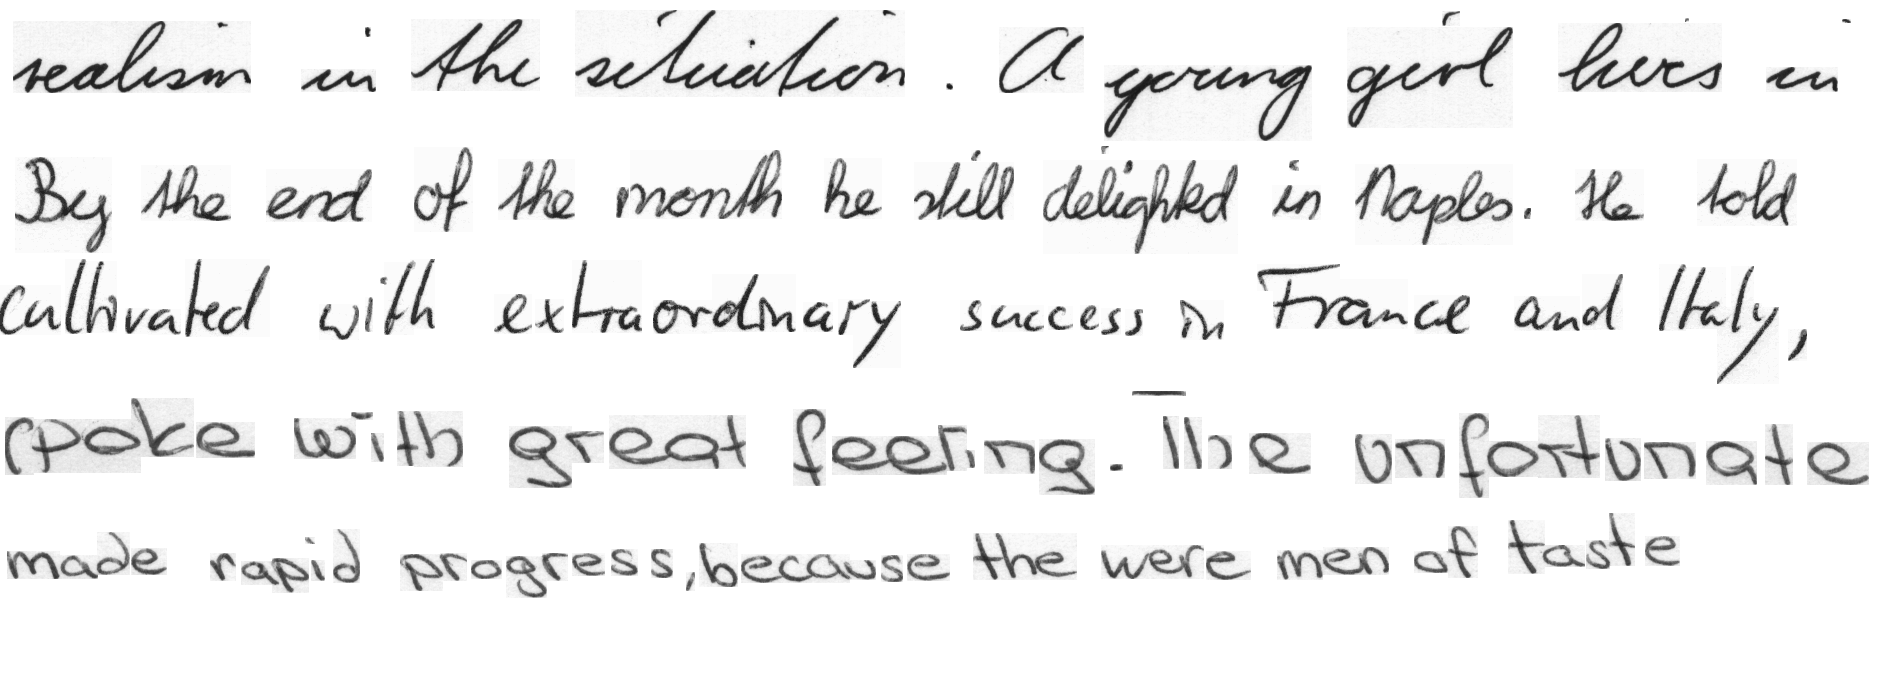 realism in the situation. A young girl lives in
By the end of the month he still delighted in Naples. He told
cultivated with extraordinary success in France and Italy,
spoke with great feeling. The unfortunate
made rapid progress, because the were men of taste